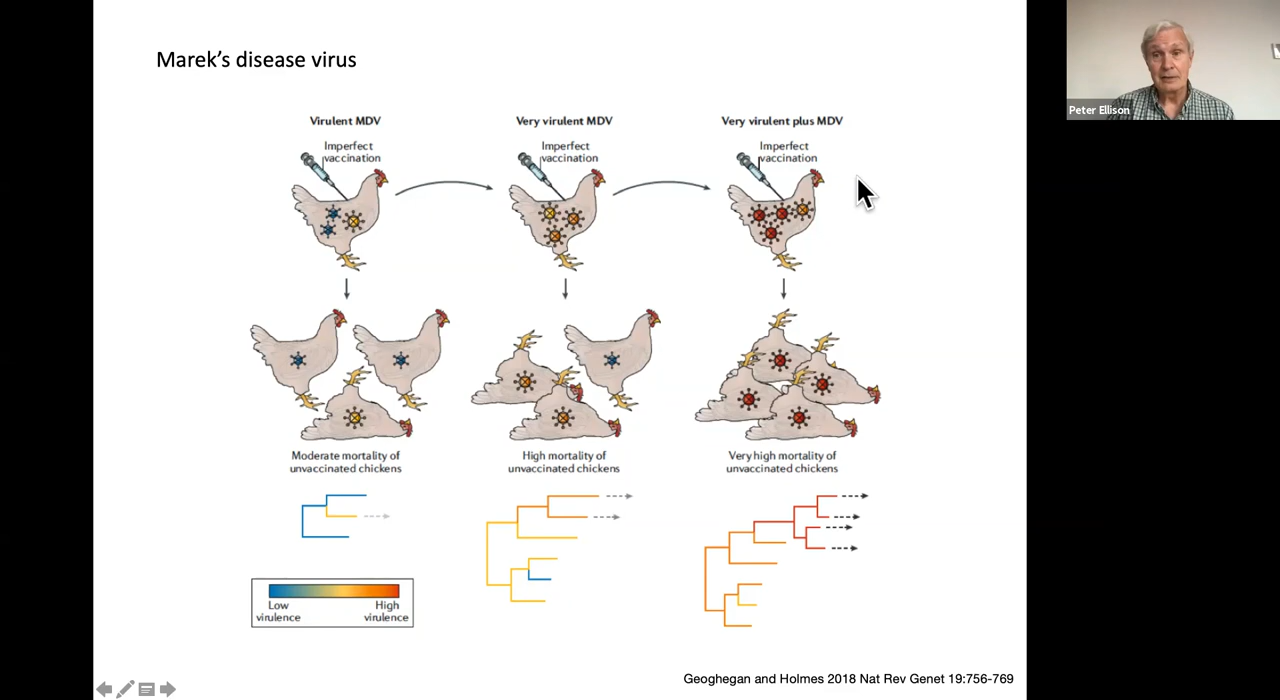 Marek's disease virus
Peter Ellison
Virulent MDV
Very virulent MDV
Very virulent plus MDV
Imperfect
vaccination
Imperfect
vaccination
Imperfect
vaccination
Moderate mortality of
unvaccinated chickens
High mortality of
unvaccinated chickens
Very high mortality of
unvaccinated chickens
Low
virulence
High
virulence
Geoghegan and Holmes 2018 Nat Rev Genet 19:756-769